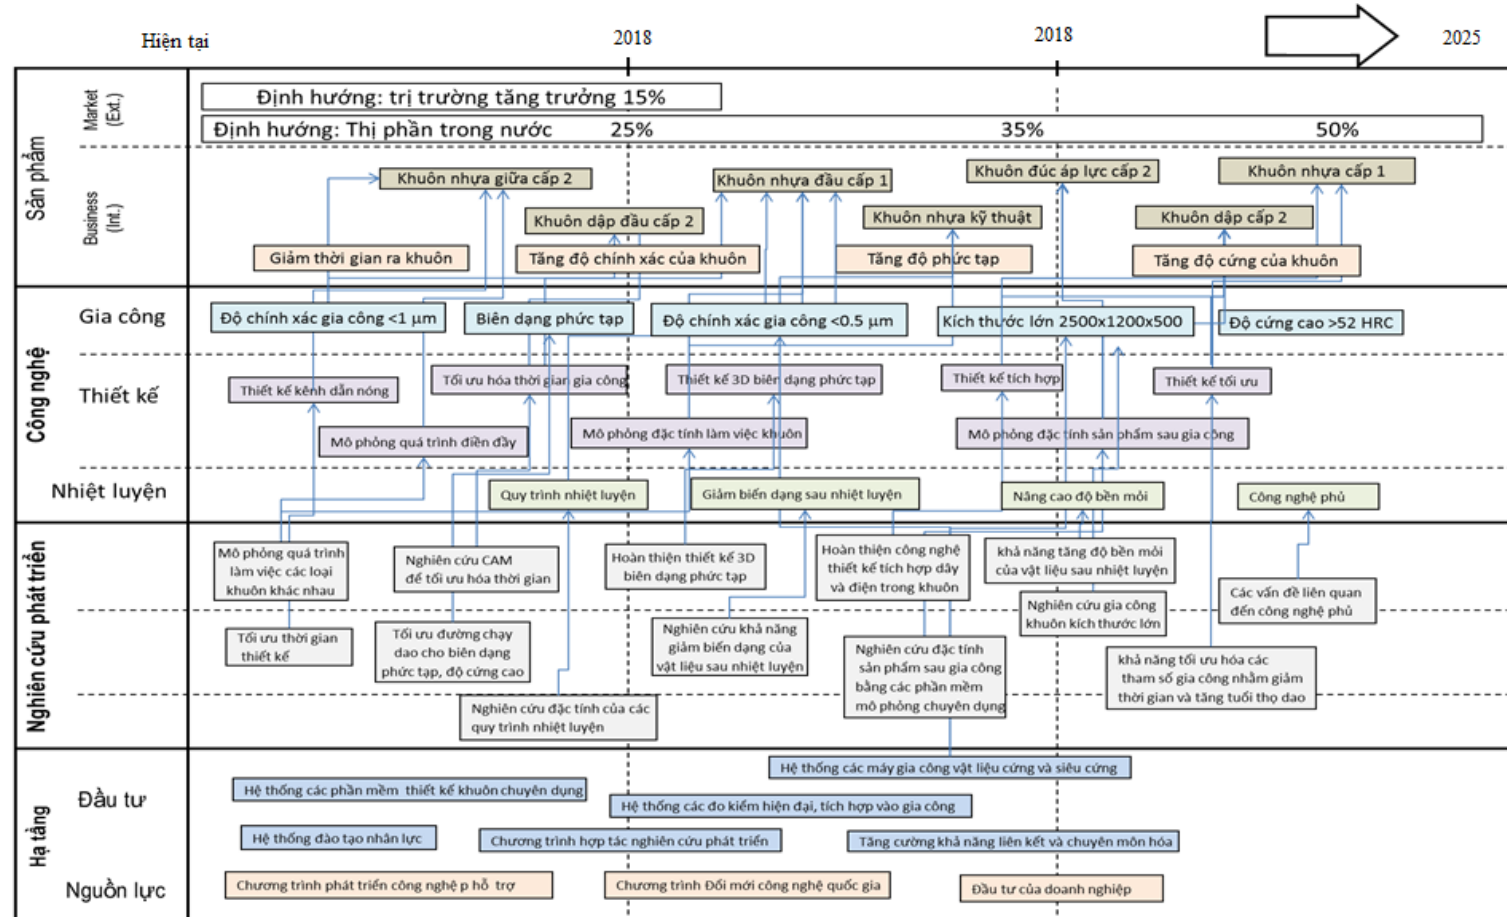 Hiện tại
2018
2018
2025
Sản phẩm
Market
(Ext.)
Định hướng: trị trường tăng trưởng 15%
Định hướng: Thị phần trong nước 25% 35% 50%
Business
(Int.)
Khuôn nhựa giữa cấp 2
Khuôn nhựa đầu cấp 1
Khuôn đúc áp lực cấp 2
Khuôn nhựa cấp 1
Khuôn dập đầu cấp 2
Khuôn nhựa kỹ thuật
Khuôn dập cấp 2
Giảm thời gian ra khuôn
Tăng độ chính xác của khuôn
Tăng độ phức tạp
Tăng độ cứng của khuôn
Công nghệ
Gia công
Độ chính xác gia công <1 µm
Biên dạng phức tạp
Độ chính xác gia công <0.5 µm
Kích thước lớn 2500x1200x500
Độ cứng cao >52 HRC
Thiết kế
Thiết kế kênh dẫn nóng
Tối ưu hóa thời gian gia công
Thiết kế 3D biên dạng phức tạp
Thiết kế tích hợp
Thiết kế tối ưu
Mô phỏng quá trình điền đầy
Mô phỏng đặc tính làm việc khuôn
Mô phỏng đặc tính sản phẩm sau gia công
Nhiệt luyện
Quy trình nhiệt luyện
Giảm biến dạng sau nhiệt luyện
Nâng cao độ bền mỏi
Công nghệ phủ
Nghiên cứu phát triển
Mô phỏng quá trình
làm việc các loại
khuôn khác nhau
Nghiên cứu CAM
để tối ưu hóa thời gian
Hoàn thiện thiết kế 3D
biên dạng phức tạp
Hoàn thiện công nghệ
thiết kế tích hợp dây
và điện trong khuôn
khả năng tăng độ bền mỏi
của vật liệu sau nhiệt luyện
Các vấn đề liên quan
đến công nghệ phủ
Tối ưu thời gian
thiết kế
Tối ưu đường chạy
dao cho biên dạng
phức tạp, độ cứng cao
Nghiên cứu khả năng
giảm biến dạng của
vật liệu sau nhiệt luyện
Nghiên cứu đặc tính
sản phẩm sau gia công
bằng các phần mềm
mô phỏng chuyên dụng
Nghiên cứu gia công
khuôn kích thước lớn
khả năng tối ưu hóa các
tham số gia công nhằm giảm
thời gian và tăng tuổi thọ dao
Nghiên cứu đặc tính của các
quy trình nhiệt luyện
Hạ tầng
Đầu tư
Hệ thống các máy gia công vật liệu cứng và siêu cứng
Hệ thống các phần mềm thiết kế khuôn chuyên dụng
Hệ thống các đo kiểm hiện đại, tích hợp vào gia công
Hệ thống đào tạo nhân lực
Chương trình hợp tác nghiên cứu phát triển
Tăng cường khả năng liên kết và chuyên môn hóa
Nguồn lực
Chương trình phát triển công nghệ p hỗ trợ
Chương trình Đổi mới công nghệ quốc gia
Đầu tư của doanh nghiệp